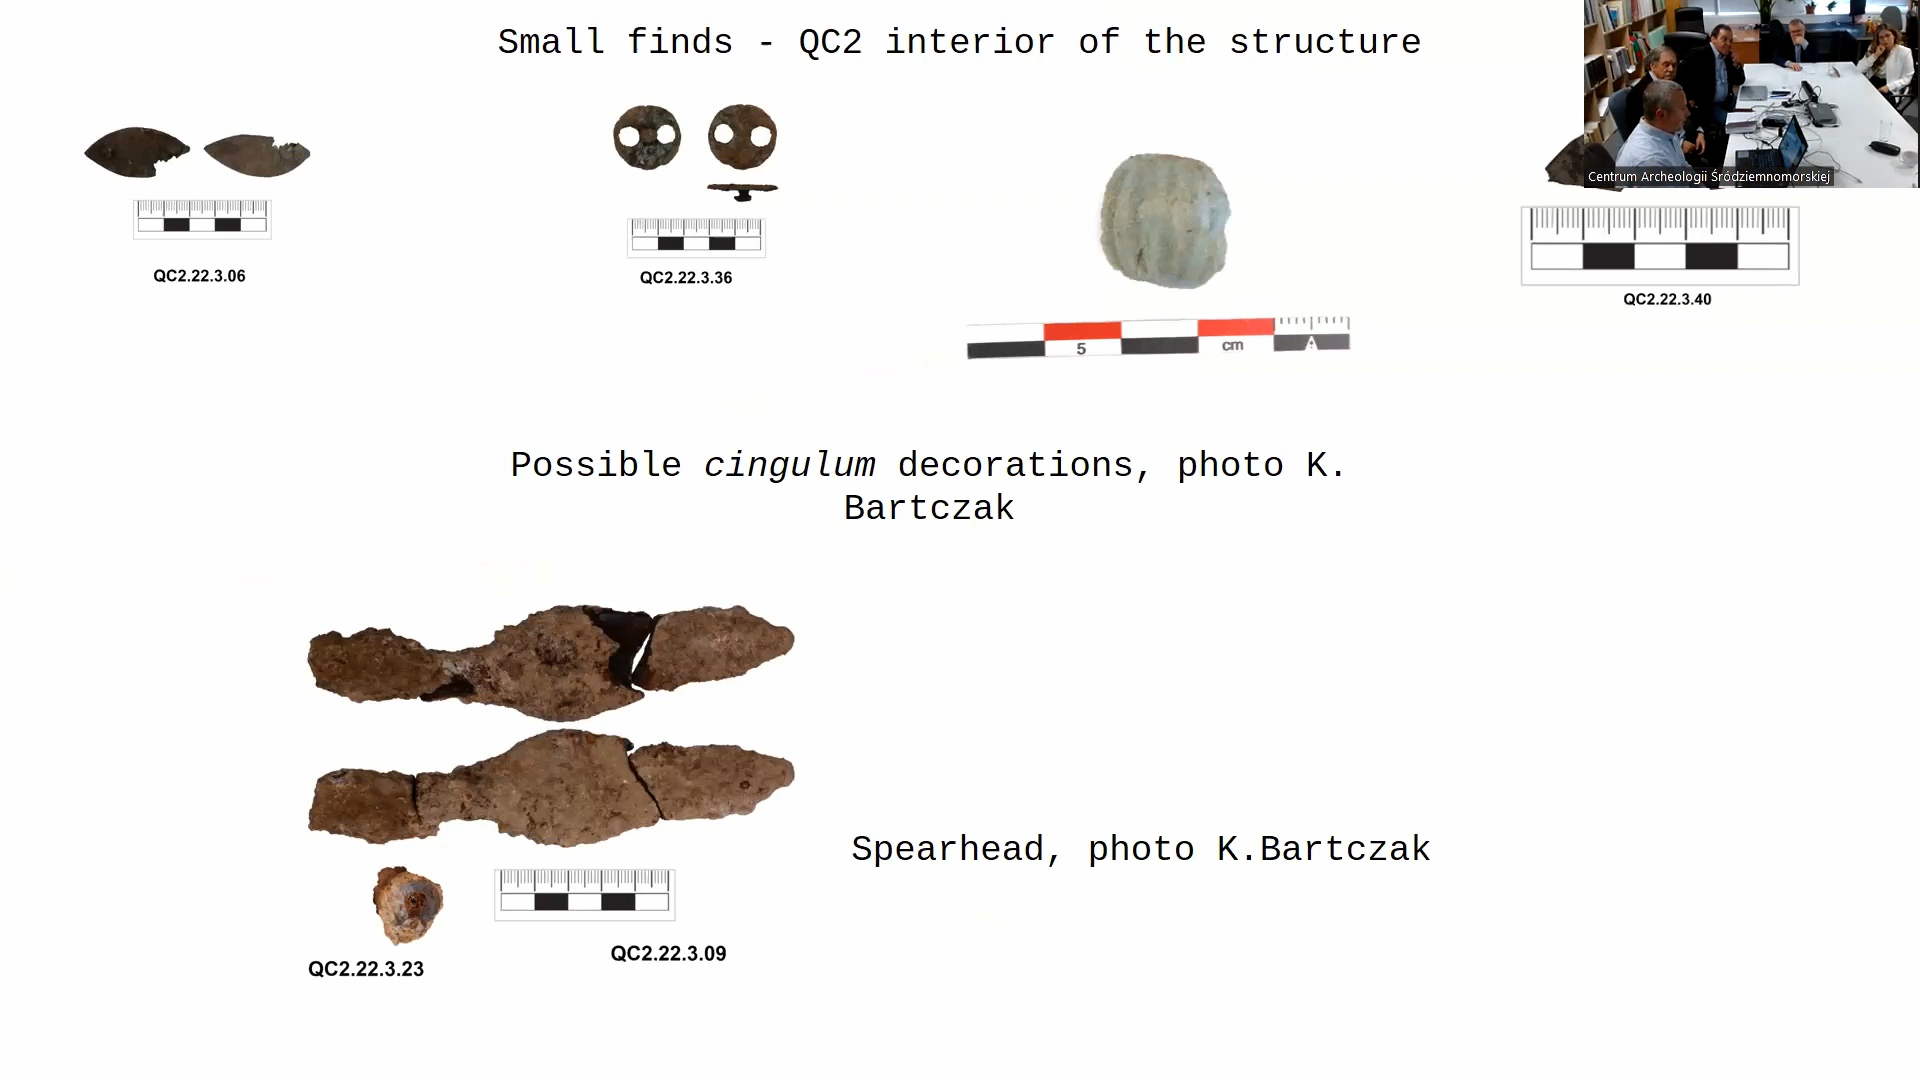 Small finds - QC2 interior of the structure
Centrum Archeologii Śródziemnomorskiej
QC2.22.3.06
QC2.22.3.36
QC2.22.3.40
5 cm
Possible cingulum decorations, photo K.
Bartczak
Spearhead, photo K.Bartczak
QC2.22.3.09
QC2.22.3.23